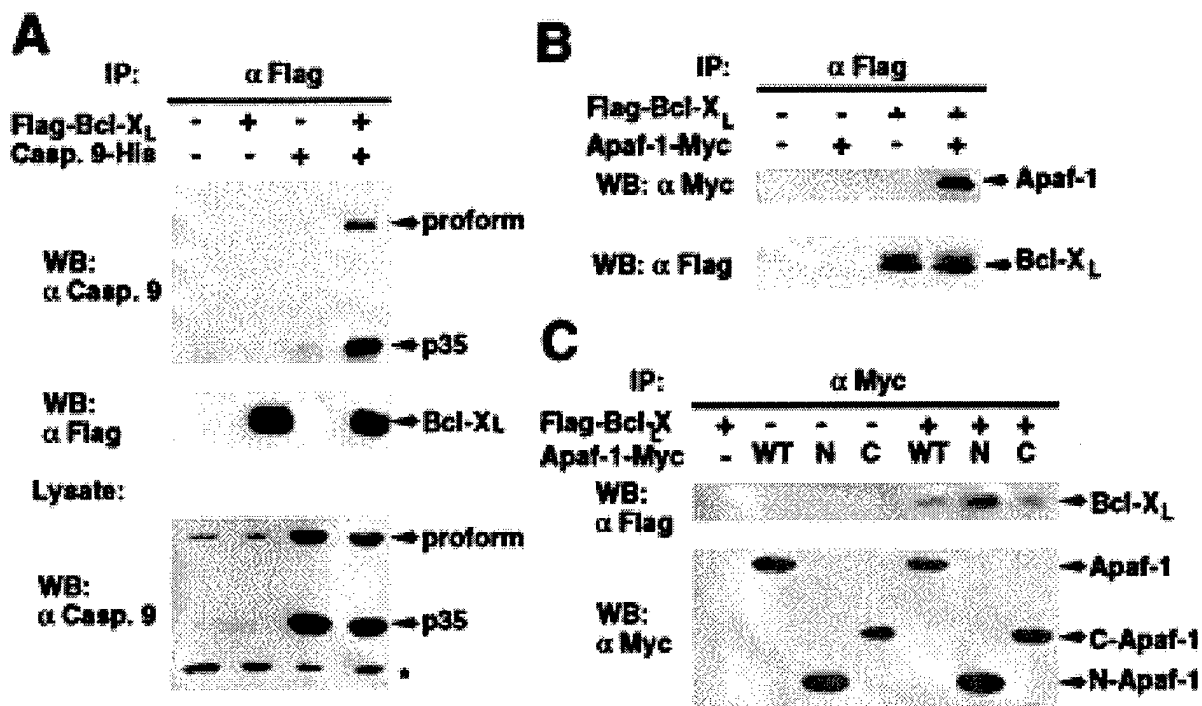 A
IP: α Flag
Flag-Bcl-XL - + - +
Casp. 9-His - - + +
WB:
α Casp. 9
proform
p35
WB:
α Flag
Bcl-XL
Lysate:
WB:
α Casp. 9
proform
p35
*
B
IP: α Flag
Flag-Bcl-XL - - + +
Apaf-1-Myc - + - +
WB: α Myc
Apaf-1
WB: α Flag
Bcl-XL
C
IP: α Myc
Flag-Bcl-XL + - - - + + +
Apaf-1-Myc - WT N C WT N C
WB:
α Flag
Bcl-XL
WB:
α Myc
Apaf-1
C-Apaf-1
N-Apaf-1